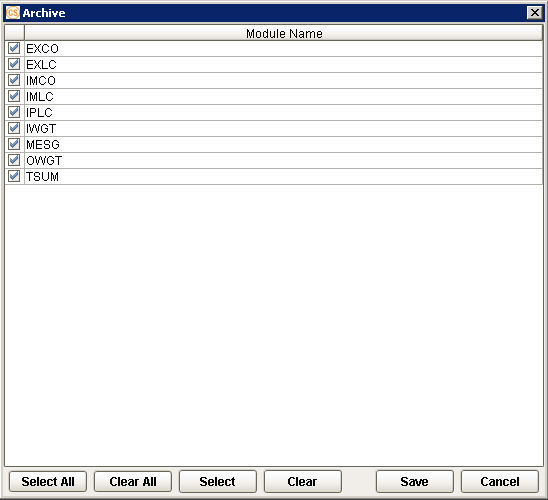 CS Archive
Module Name
EXCO
EXLC
IMCO
IMLC
IPLC
IWGT
MESG
OWGT
TSUM
Select All Clear All Select Clear Save Cancel